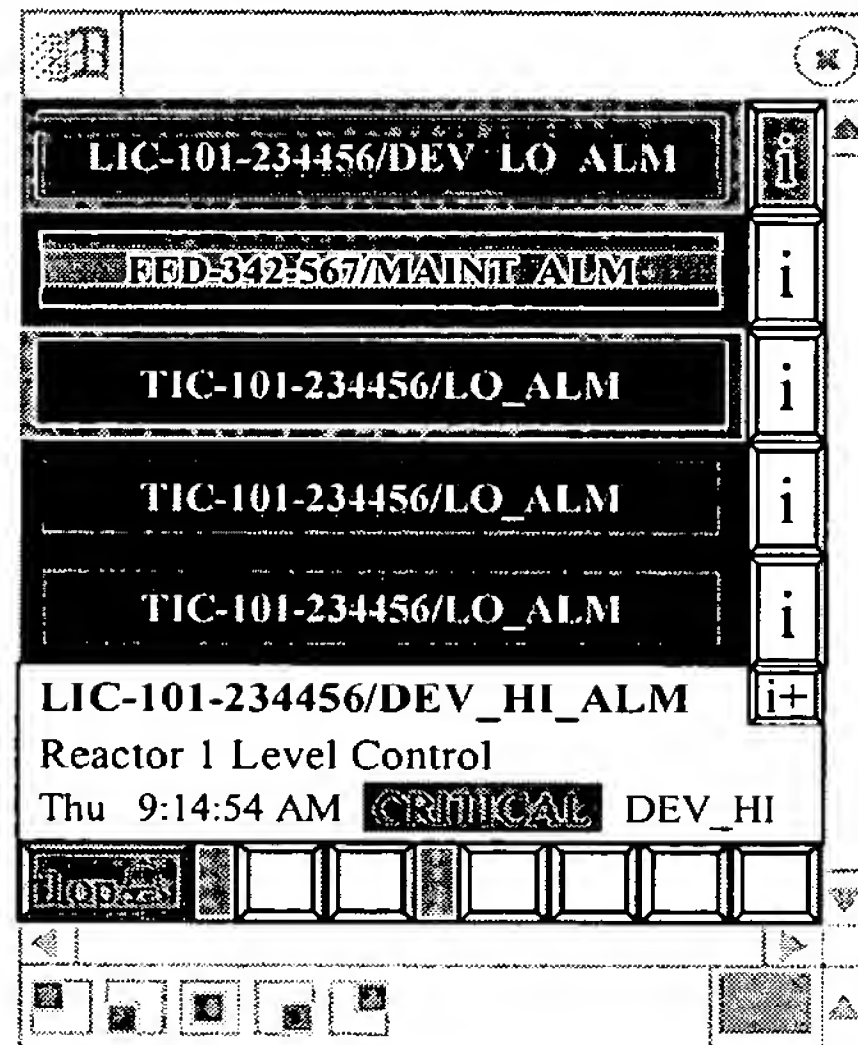 LIC-101-234456/DEV LO ALM i
FED-342-567/MAINT ALM i
TIC-101-234456/LO_ALM i
TIC-101-234456/LO_ALM i
TIC-101-234456/LO_ALM i
LIC-101-234456/DEV_HI_ALM i+
Reactor 1 Level Control
Thu 9:14:54 AM CRITICAL DEV_HI